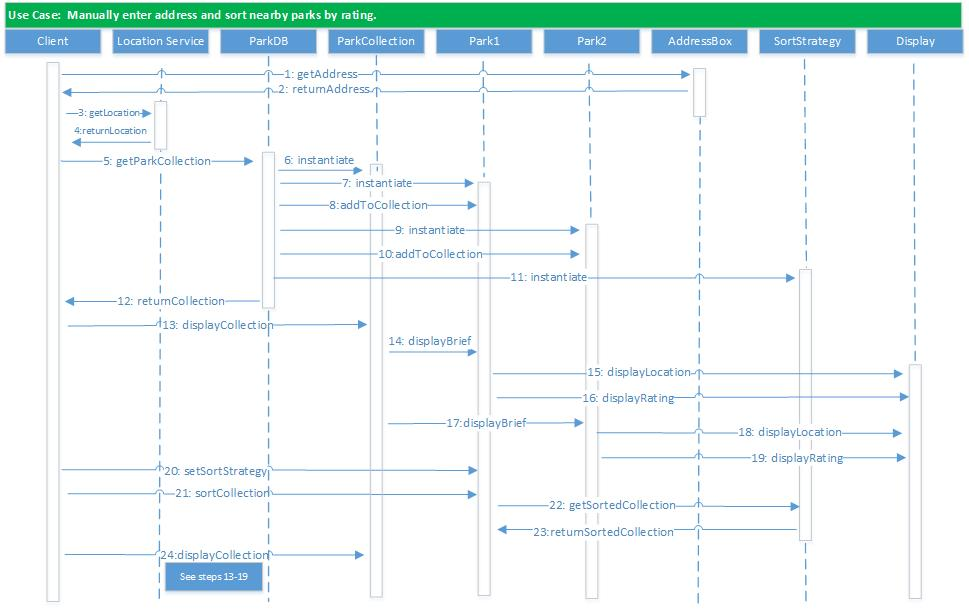 Use Case: Manually enter address and sort nearby parks by rating.
Client
Location Service
ParkDB
ParkCollection
Park1
Park2
AddressBox
SortStrategy
Display
1: getAddress
2: returnAddress
3: getLocation
4:returnLocation
5: getParkCollection
6: instantiate
7: instantiate
8:addToCollection
9: instantiate
10:addToCollection
11: instantiate
12: returnCollection
13: displayCollection
14: displayBrief
15: displayLocation
16: displayRating
17:displayBrief
18: displayLocation
19: displayRating
20: setSortStrategy
21: sortCollection
22: getSortedCollection
23:returnSortedCollection
24:displayCollection
See steps 13-19